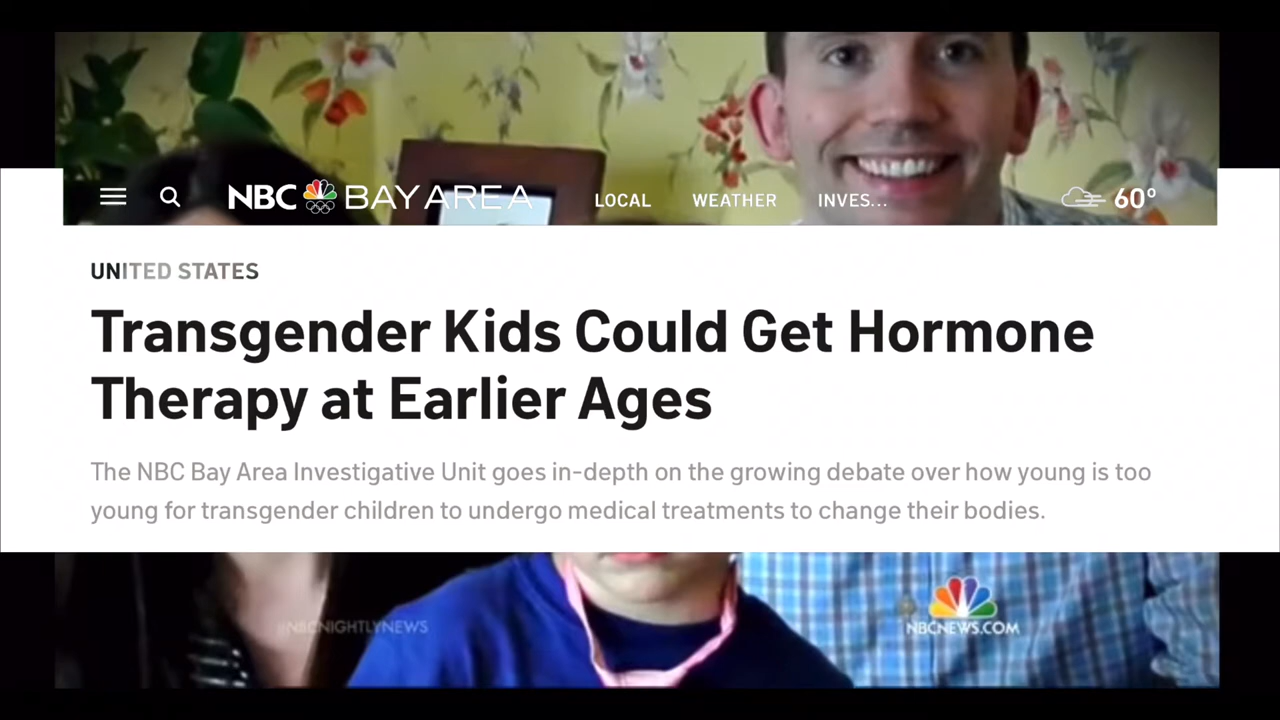 NBC BAY AREA LOCAL WEATHER INVES... 60°
UNITED STATES
Transgender Kids Could Get Hormone
Therapy at Earlier Ages
The NBC Bay Area Investigative Unit goes in-depth on the growing debate over how young is too
young for transgender children to undergo medical treatments to change their bodies.
#NBCNIGHTLYNEWS
NBCNEWS.COM